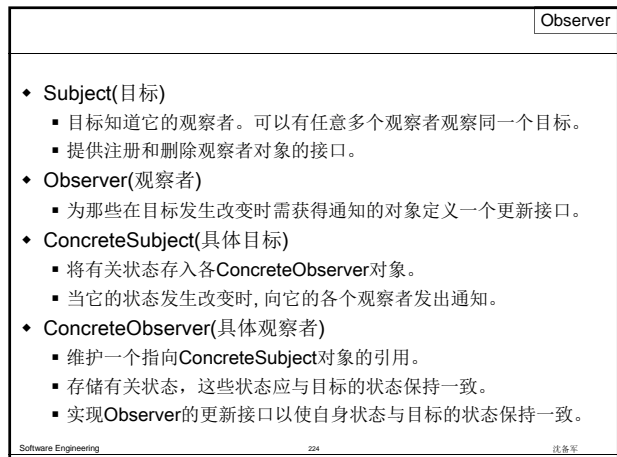 Observer
Subject(目标)
目标知道它的观察者。可以有任意多个观察者观察同一个目标。
提供注册和删除观察者对象的接口。
Observer(观察者)
为那些在目标发生改变时需获得通知的对象定义一个更新接口。
ConcreteSubject(具体目标)
将有关状态存入各ConcreteObserver对象。
当它的状态发生改变时, 向它的各个观察者发出通知。
ConcreteObserver(具体观察者)
维护一个指向ConcreteSubject对象的引用。
存储有关状态，这些状态应与目标的状态保持一致。
实现Observer的更新接口以使自身状态与目标的状态保持一致。
Software Engineering 224 沈备军